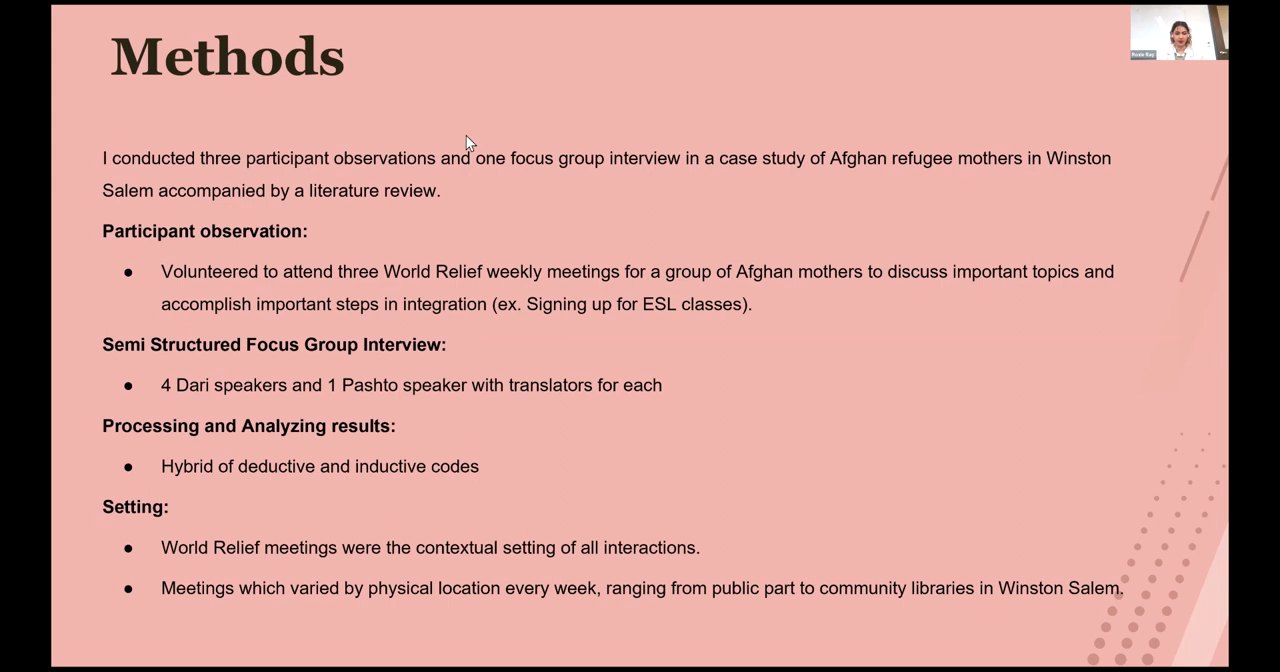 Methods
I conducted three participant observations and one focus group interview in a case study of Afghan refugee mothers in Winston
Salem accompanied by a literature review.
Participant observation:
● Volunteered to attend three World Relief weekly meetings for a group of Afghan mothers to discuss important topics and
accomplish important steps in integration (ex. Signing up for ESL classes).
Semi Structured Focus Group Interview:
● 4 Dari speakers and 1 Pashto speaker with translators for each
Processing and Analyzing results:
● Hybrid of deductive and inductive codes
Setting:
● World Relief meetings were the contextual setting of all interactions.
● Meetings which varied by physical location every week, ranging from public part to community libraries in Winston Salem.